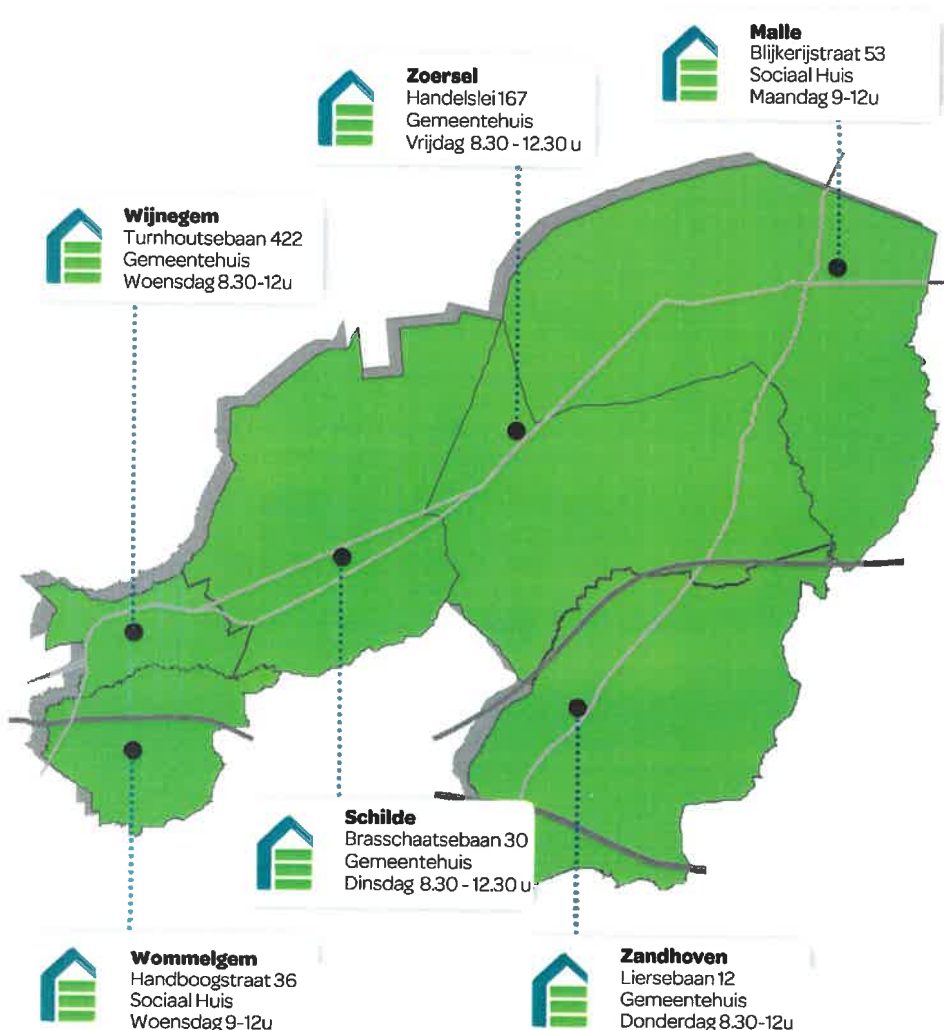 Malle
Blijkerijstraat 53
Sociaal Huis
Maandag 9-12u
Zoersel
Handelslei 167
Gemeentehuis
Vrijdag 8.30 - 12.30 u
Wijnegem
Turnhoutsebaan 422
Gemeentehuis
Woensdag 8.30-12u
Schilde
Brasschaatsebaan 30
Gemeentehuis
Dinsdag 8.30 - 12.30 u
Wommelgem
Handboogstraat 36
Sociaal Huis
Woensdag 9-12u
Zandhoven
Liersebaan 12
Gemeentehuis
Donderdag 8.30-12u